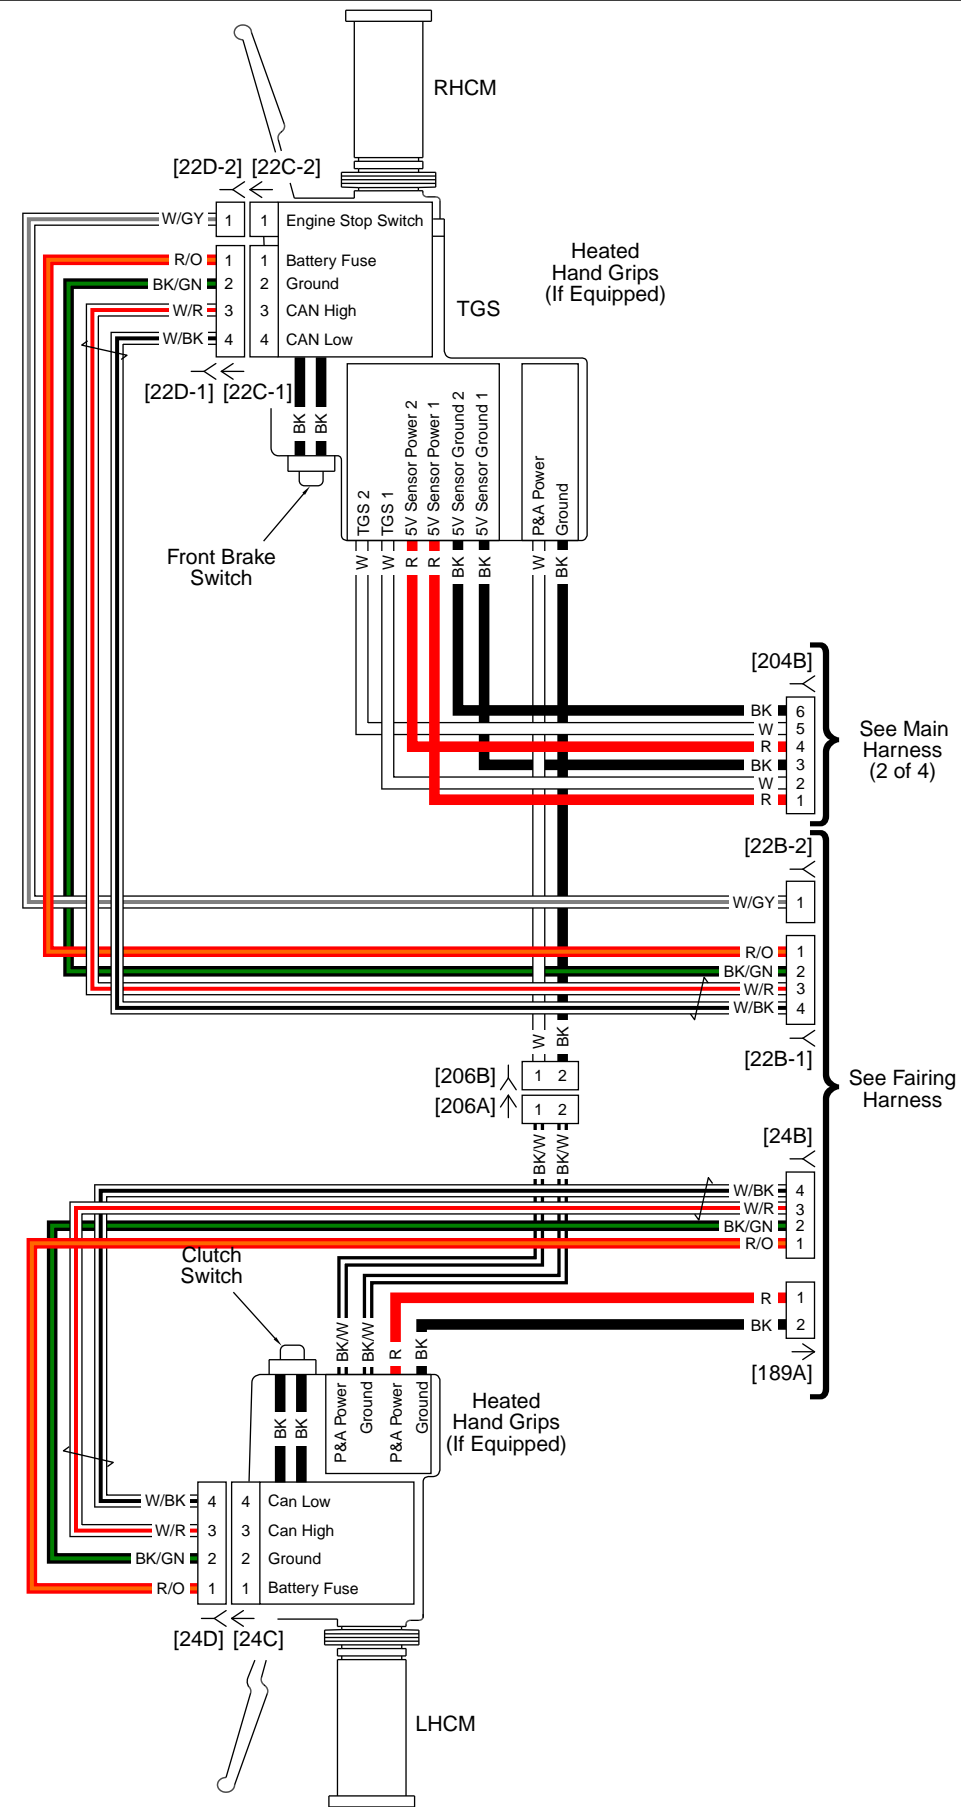 RHCM
[22D-2] [22C-2]
W/GY 1 1 Engine Stop Switch
R/O 1 1 Battery Fuse
BK/GN 2 2 Ground
W/R 3 3 CAN High
W/BK 4 4 CAN Low
[22D-1] [22C-1]
TGS
Heated
Hand Grips
(If Equipped)
BK BK
Front Brake
Switch
TGS 2
TGS 1
5V Sensor Power 2
5V Sensor Power 1
5V Sensor Ground 2
5V Sensor Ground 1
P&A Power
Ground
W W R R BK BK W BK
[204B]
BK 6
W 5
R 4
BK 3
W 2
R 1
See Main
Harness
(2 of 4)
[22B-2]
W/GY 1
R/O 1
BK/GN 2
W/R 3
W/BK 4
[22B-1]
W BK
[206B] 1 2
[206A] 1 2
BK/W BK/W
See Fairing
Harness
[24B]
W/BK 4
W/R 3
BK/GN 2
R/O 1
R 1
BK 2
[189A]
Clutch
Switch
BK/W BK/W R BK
P&A Power
Ground
P&A Power
Ground
BK BK
Heated
Hand Grips
(If Equipped)
W/BK 4 4 Can Low
W/R 3 3 Can High
BK/GN 2 2 Ground
R/O 1 1 Battery Fuse
[24D] [24C]
LHCM